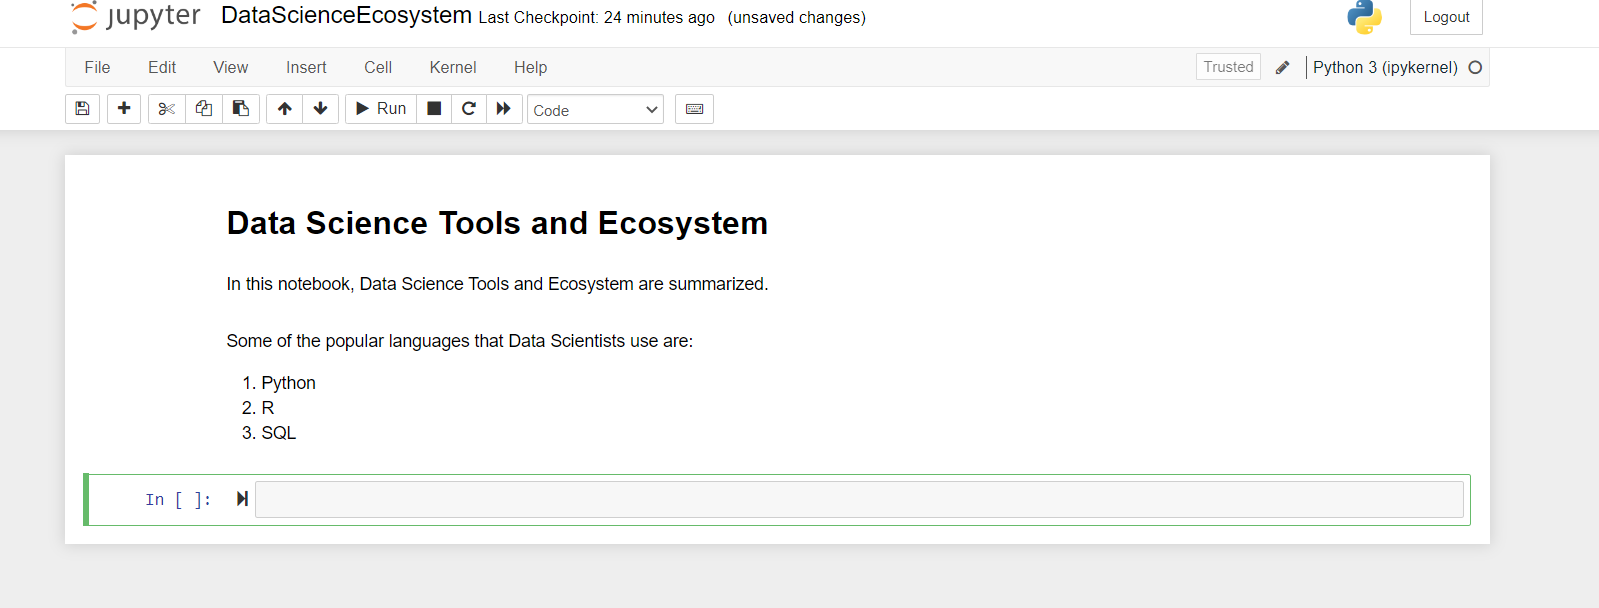 jupyter DataScienceEcosystem Last Checkpoint: 24 minutes ago (unsaved changes) Logout
File Edit View Insert Cell Kernel Help Trusted Python 3 (ipykernel)
Run Code
Data Science Tools and Ecosystem
In this notebook, Data Science Tools and Ecosystem are summarized.
Some of the popular languages that Data Scientists use are:
1. Python
2. R
3. SQL
In [ ]: